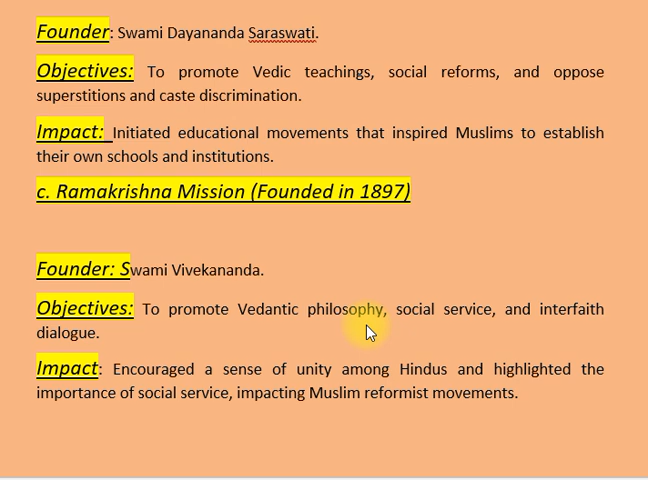 Founder: Swami Dayananda Saraswati.
Objectives: To promote Vedic teachings, social reforms, and oppose
superstitions and caste discrimination.
Impact: Initiated educational movements that inspired Muslims to establish
their own schools and institutions.
c. Ramakrishna Mission (Founded in 1897)
Founder: Swami Vivekananda.
Objectives: To promote Vedantic philosophy, social service, and interfaith
dialogue.
Impact: Encouraged a sense of unity among Hindus and highlighted the
importance of social service, impacting Muslim reformist movements.